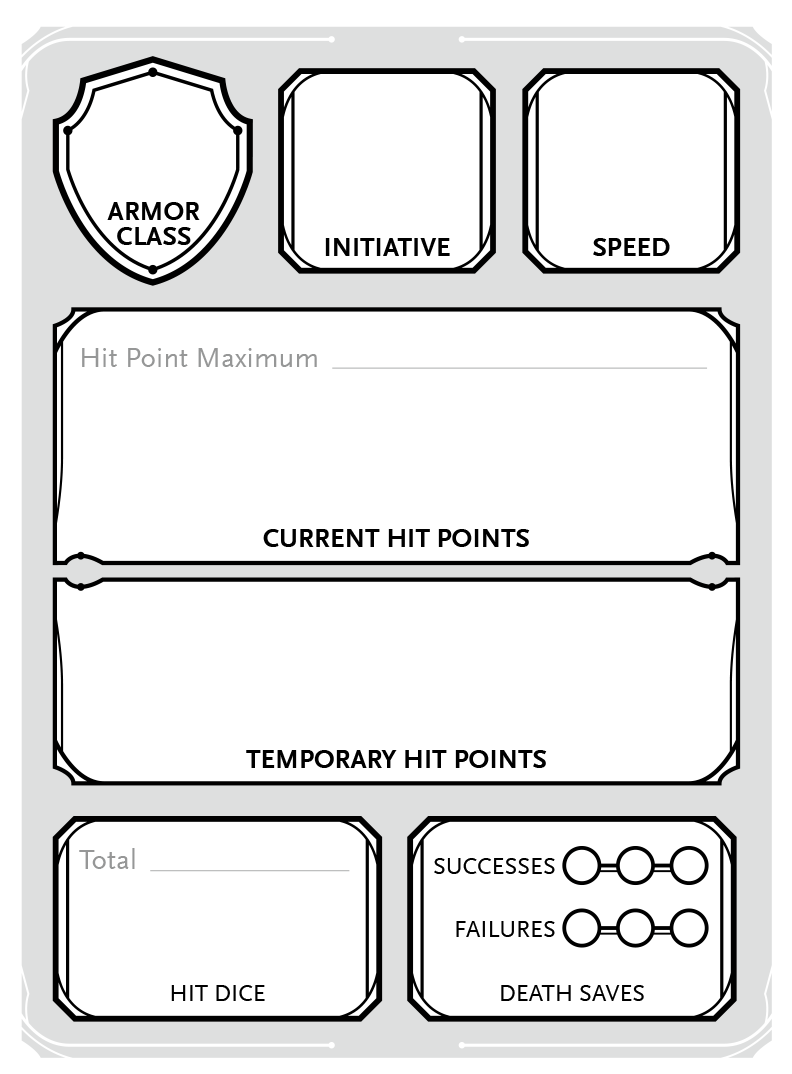 ARMOR
CLASS
INITIATIVE
SPEED
Hit Point Maximum
CURRENT HIT POINTS
TEMPORARY HIT POINTS
Total
HIT DICE
SUCCESSES
FAILURES
DEATH SAVES